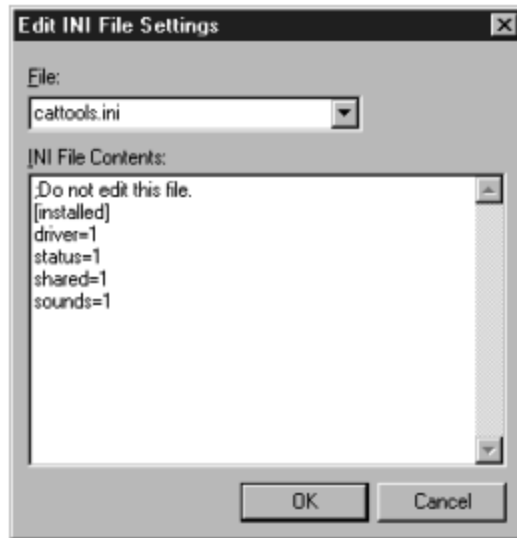 Edit INI File Settings
File:
cattools.ini
INI File Contents:
;Do not edit this file.
[installed]
driver=1
status=1
shared=1
sounds=1
OK
Cancel